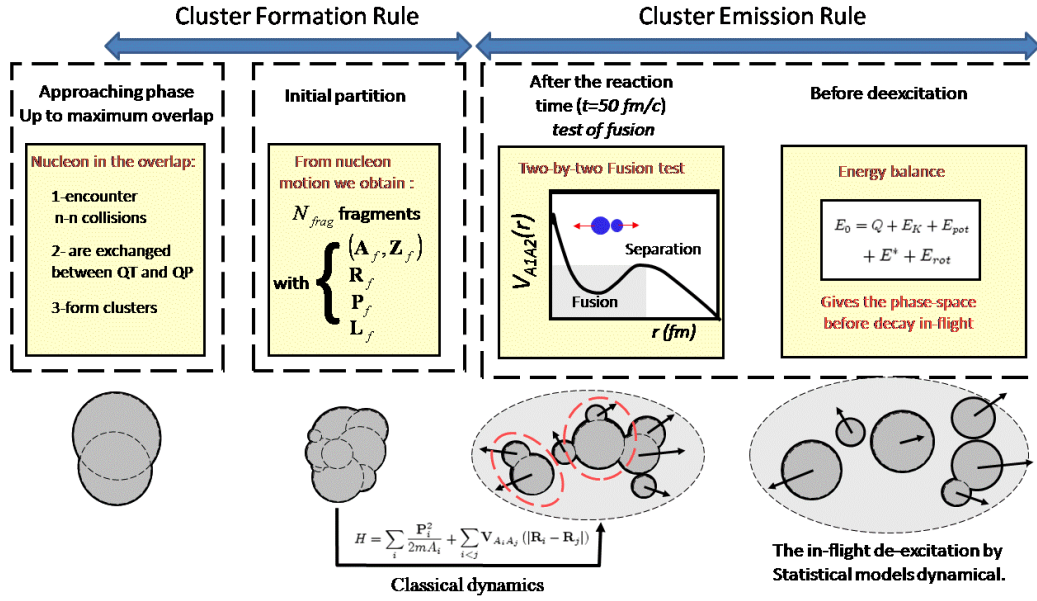 Cluster Formation Rule
Cluster Emission Rule
Approaching phase
Up to maximum overlap
Nucleon in the overlap:
1-encounter
n-n collisions
2- are exchanged
between QT and QP
3-form clusters
Initial partition
From nucleon
motion we obtain :
N_frag fragments
with { (A_f, Z_f)
R_f
P_f
L_f
After the reaction
time (t=50 fm/c)
test of fusion
Two-by-two Fusion test
V_A1A2(r)
Separation
Fusion
r (fm)
Before deexcitation
Energy balance
E_0 = Q + E_K + E_pot
+ E* + E_rot
Gives the phase-space
before decay in-flight
H = ∑_i P_i^2 / 2mA_i + ∑_{i<j} V_{A_i A_j} (|R_i − R_j|)
Classical dynamics
The in-flight de-excitation by
Statistical models dynamical.